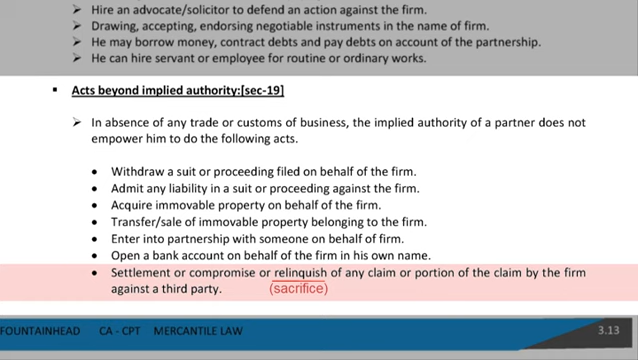 ➢ Hire an advocate/solicitor to defend an action against the firm.
➢ Drawing, accepting, endorsing negotiable instruments in the name of firm.
➢ He may borrow money, contract debts and pay debts on account of the partnership.
➢ He can hire servant or employee for routine or ordinary works.
▪ Acts beyond implied authority:[sec-19]
➢ In absence of any trade or customs of business, the implied authority of a partner does not
empower him to do the following acts.
• Withdraw a suit or proceeding filed on behalf of the firm.
• Admit any liability in a suit or proceeding against the firm.
• Acquire immovable property on behalf of the firm.
• Transfer/sale of immovable property belonging to the firm.
• Enter into partnership with someone on behalf of firm.
• Open a bank account on behalf of the firm in his own name.
• Settlement or compromise or relinquish of any claim or portion of the claim by the firm
against a third party. (sacrifice)
FOUNTAINHEAD CA - CPT MERCANTILE LAW 3.13